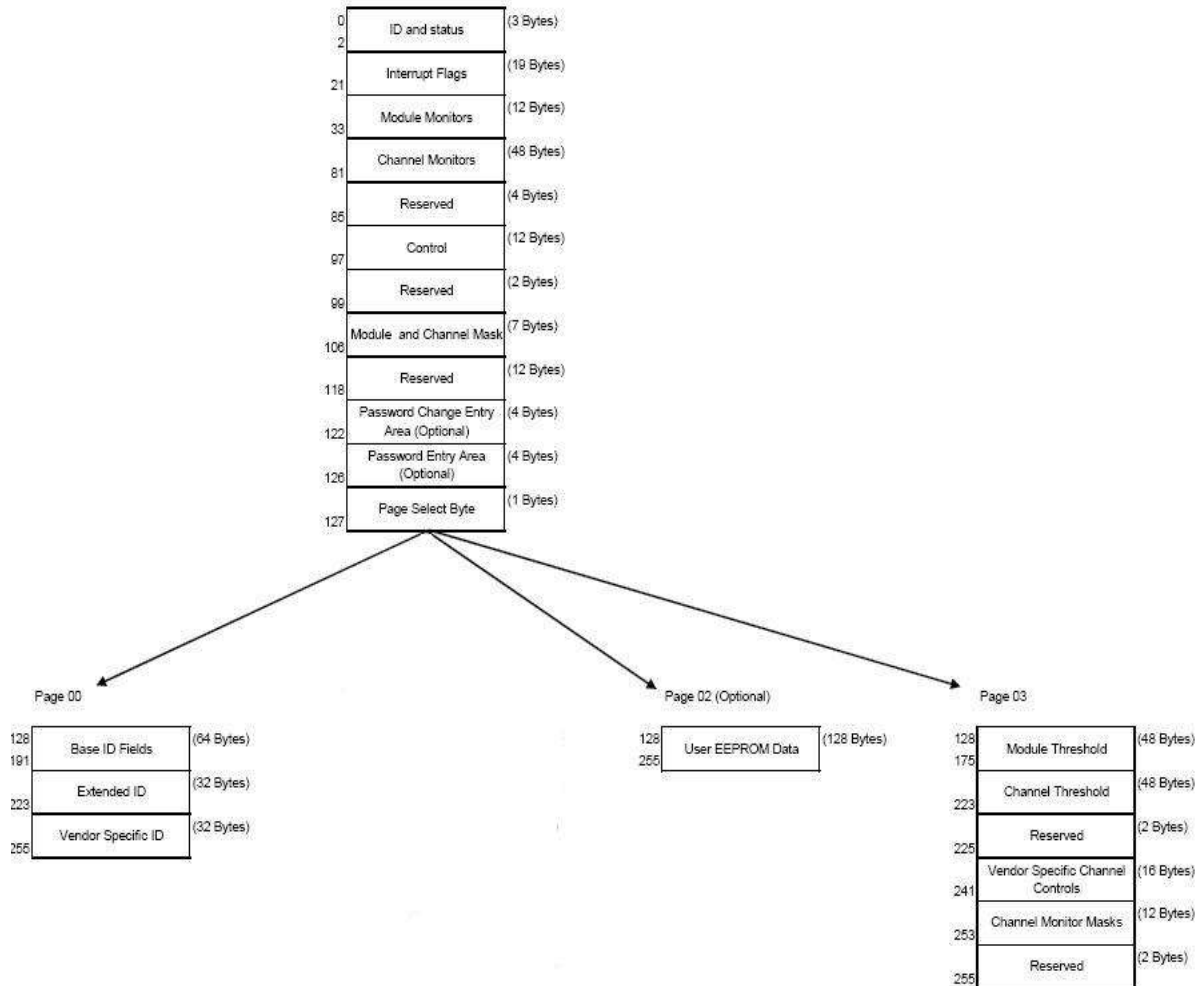 0
ID and status
(3 Bytes)
2
Interrupt Flags
(19 Bytes)
21
Module Monitors
(12 Bytes)
33
Channel Monitors
(48 Bytes)
81
Reserved
(4 Bytes)
85
Control
(12 Bytes)
97
Reserved
(2 Bytes)
99
Module and Channel Mask
(7 Bytes)
106
Reserved
(12 Bytes)
118
Password Change Entry
Area (Optional)
(4 Bytes)
122
Password Entry Area
(Optional)
(4 Bytes)
126
Page Select Byte
(1 Bytes)
127
Page 00
128
Base ID Fields
(64 Bytes)
191
Extended ID
(32 Bytes)
223
Vendor Specific ID
(32 Bytes)
255
Page 02 (Optional)
128
User EEPROM Data
(128 Bytes)
255
Page 03
128
Module Threshold
(48 Bytes)
175
Channel Threshold
(48 Bytes)
223
Reserved
(2 Bytes)
225
Vendor Specific Channel
Controls
(16 Bytes)
241
Channel Monitor Masks
(12 Bytes)
253
Reserved
(2 Bytes)
255